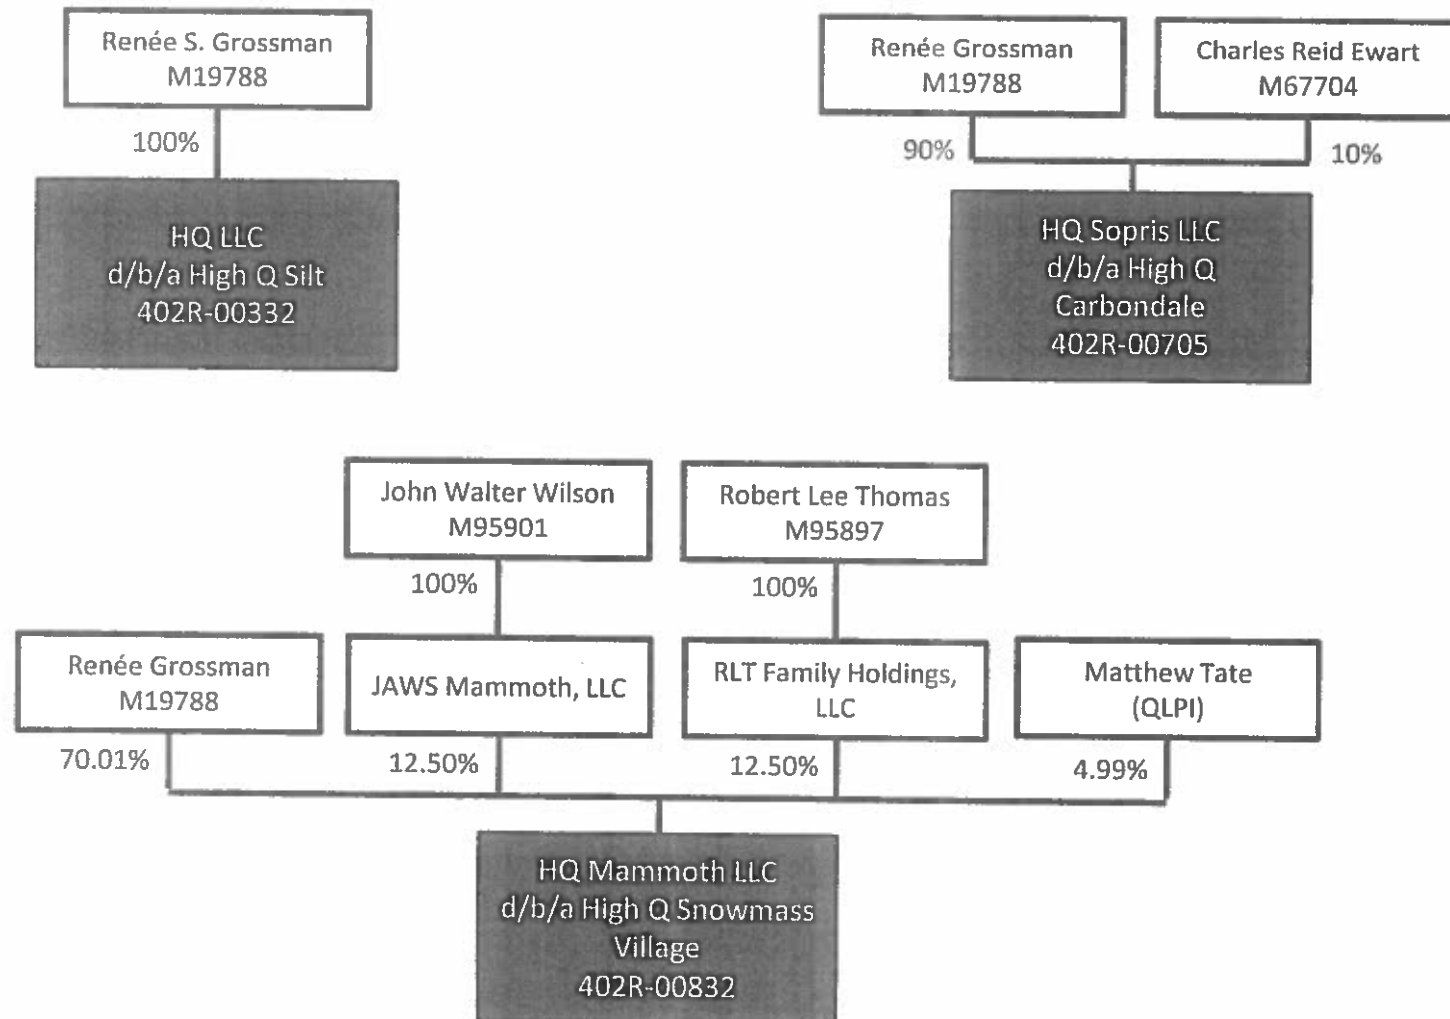 Renée S. Grossman
M19788
100%
HQ LLC
d/b/a High Q Silt
402R-00332
Renée Grossman
M19788
Charles Reid Ewart
M67704
90%
10%
HQ Sopris LLC
d/b/a High Q
Carbondale
402R-00705
John Walter Wilson
M95901
Robert Lee Thomas
M95897
100%
100%
Renée Grossman
M19788
JAWS Mammoth, LLC
RLT Family Holdings,
LLC
Matthew Tate
(QLPI)
70.01%
12.50%
12.50%
4.99%
HQ Mammoth LLC
d/b/a High Q Snowmass
Village
402R-00832